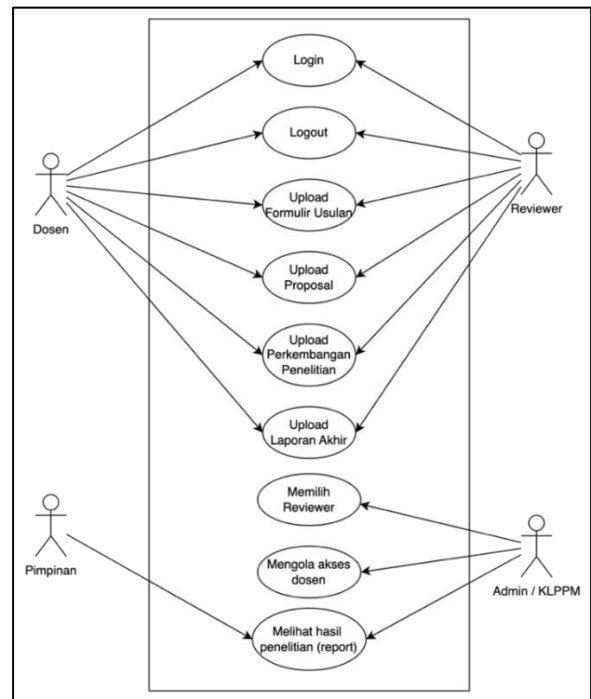 Login
Logout
Upload
Formulir Usulan
Dosen
Reviewer
Upload
Proposal
Upload
Perkembangan
Penelitian
Upload
Laporan Akhir
Memilih
Reviewer
Pimpinan
Mengola akses
dosen
Admin / KLPPM
Melihat hasil
penelitian (report)